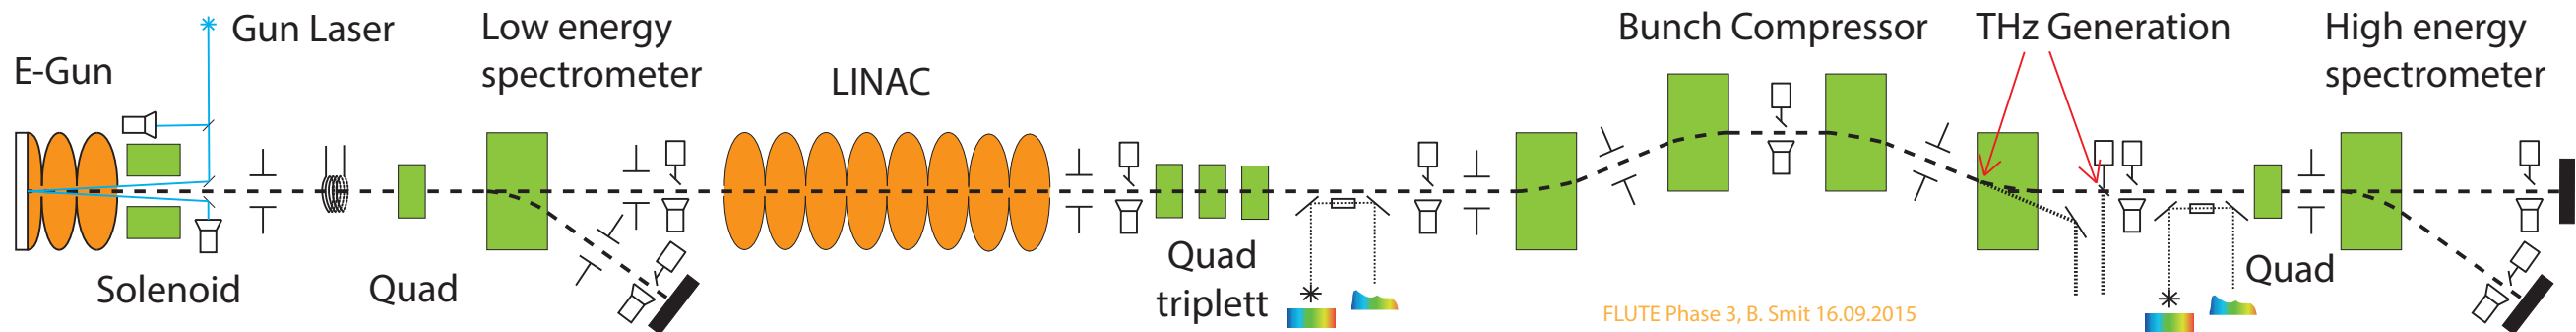 E-Gun
Gun Laser
Solenoid
Quad
Low energy
spectrometer
LINAC
Quad
triplett
Bunch Compressor
THz Generation
High energy
spectrometer
Quad
FLUTE Phase 3, B. Smit 16.09.2015